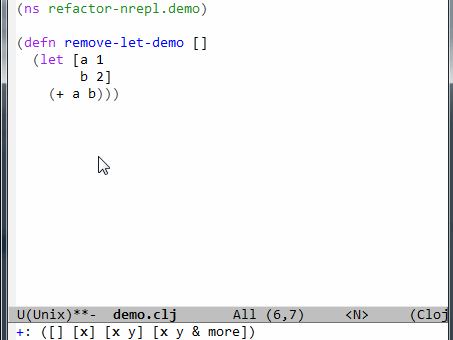 (ns refactor-nrepl.demo)
(defn remove-let-demo []
  (let [a 1
        b 2]
    (+ a b)))
U(Unix)**-  demo.clj       All (6,7)     <N>     (Cloj
+: ([] [x] [x y] [x y & more])